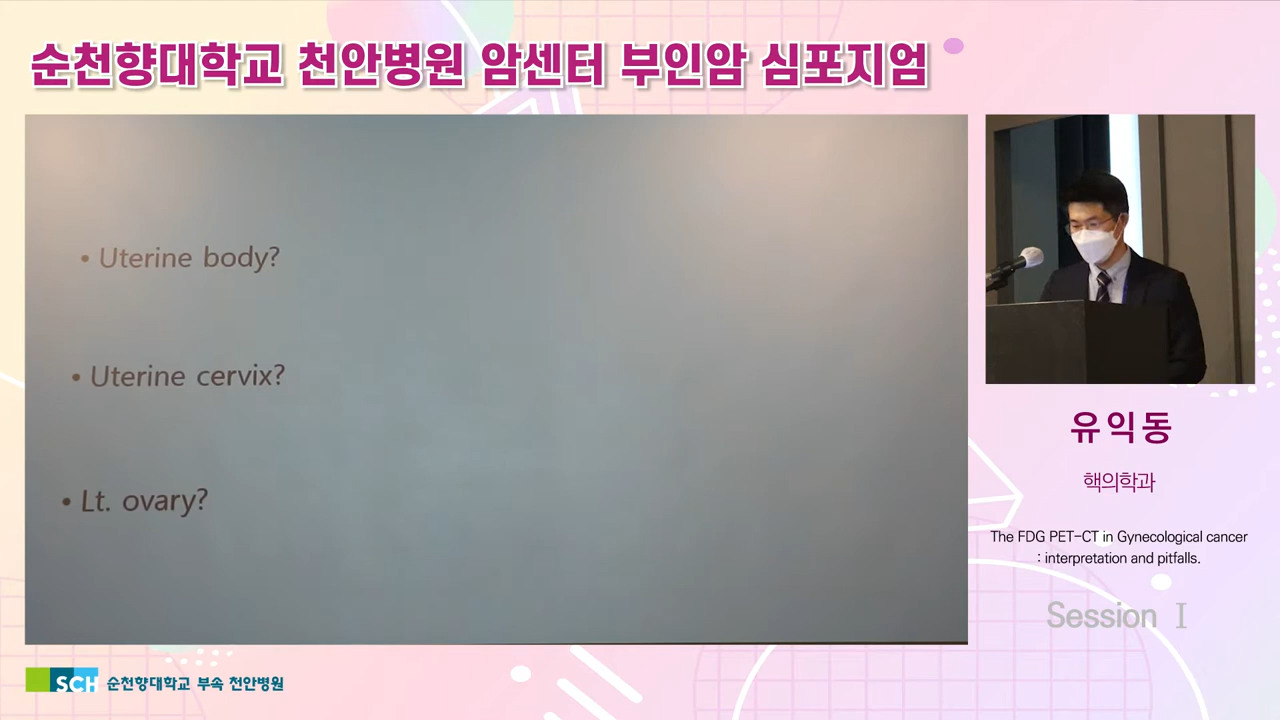 순천향대학교 천안병원 암센터 부인암 심포지엄
• Uterine body?
• Uterine cervix?
• Lt. ovary?
유익동
핵의학과
The FDG PET-CT in Gynecological cancer
: interpretation and pitfalls.
Session Ⅰ
SCH 순천향대학교 부속 천안병원